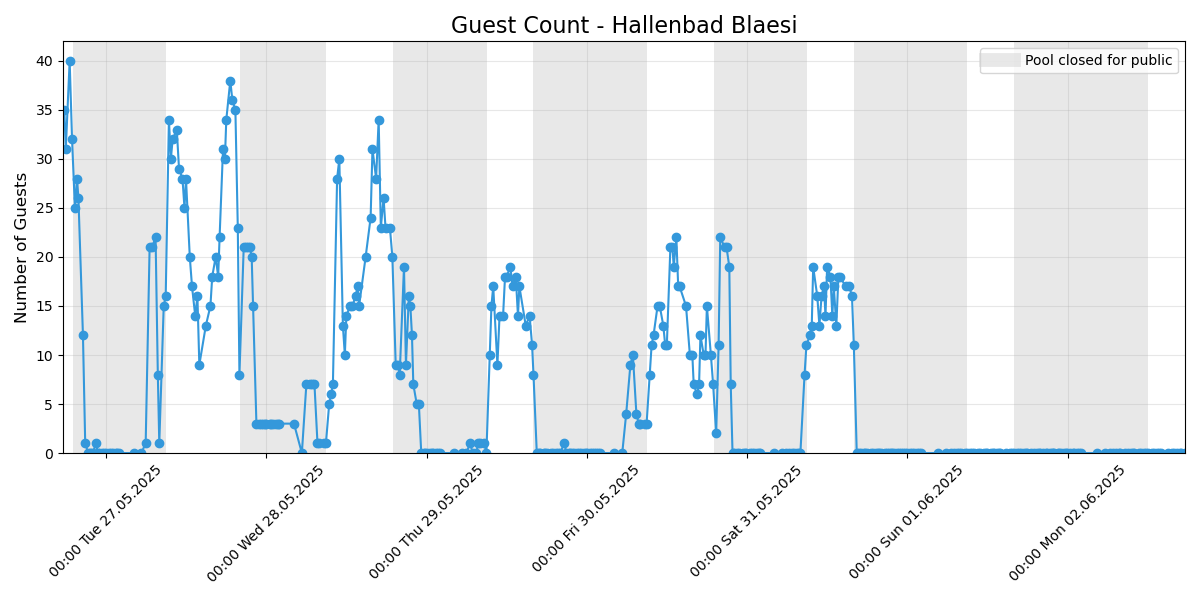 Guest Count - Hallenbad Blaesi
Pool closed for public
Number of Guests
40
35
30
25
20
15
10
5
0
00:00 Tue 27.05.2025
00:00 Wed 28.05.2025
00:00 Thu 29.05.2025
00:00 Fri 30.05.2025
00:00 Sat 31.05.2025
00:00 Sun 01.06.2025
00:00 Mon 02.06.2025